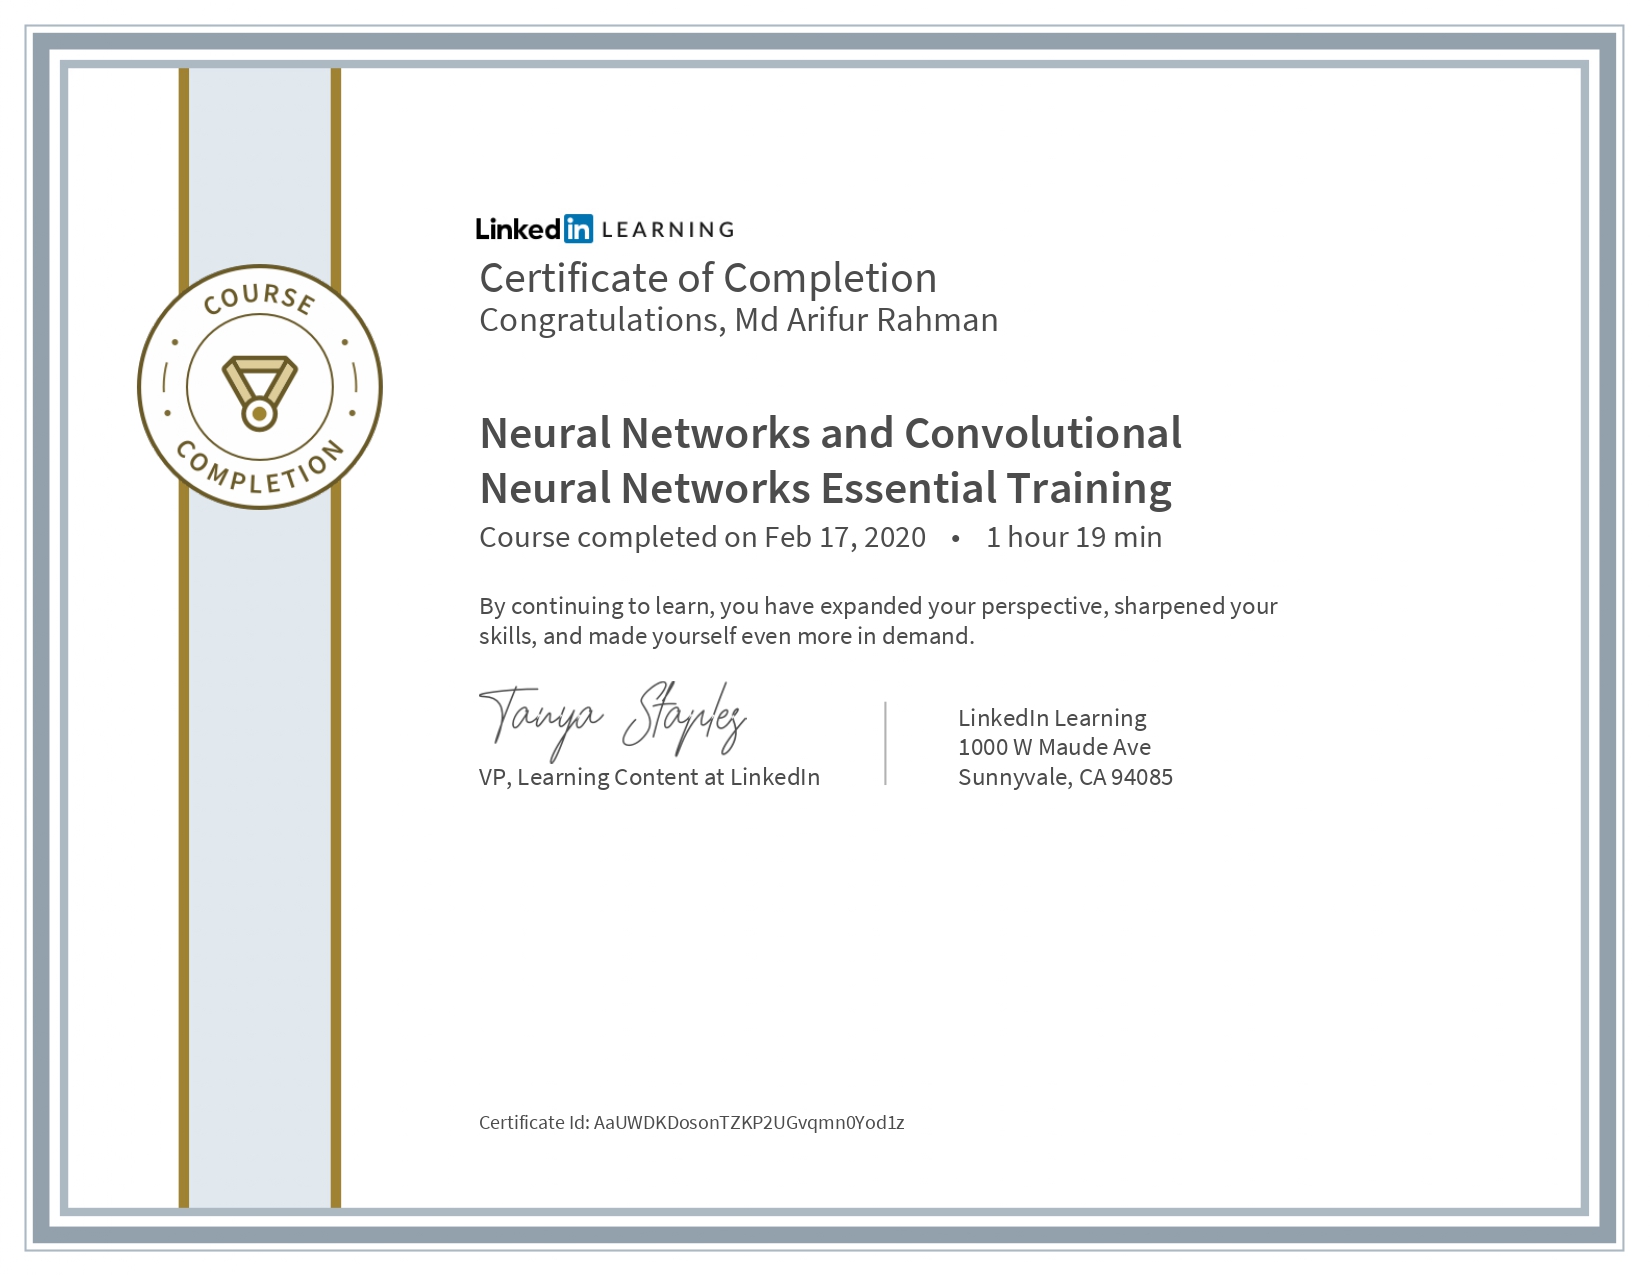 LinkedIn LEARNING
Certificate of Completion
Congratulations, Md Arifur Rahman
COURSE
COMPLETION
Neural Networks and Convolutional
Neural Networks Essential Training
Course completed on Feb 17, 2020 • 1 hour 19 min
By continuing to learn, you have expanded your perspective, sharpened your
skills, and made yourself even more in demand.
Tanya Staples
VP, Learning Content at LinkedIn
LinkedIn Learning
1000 W Maude Ave
Sunnyvale, CA 94085
Certificate Id: AaUWDKDosonTZKP2UGvqmn0Yod1z